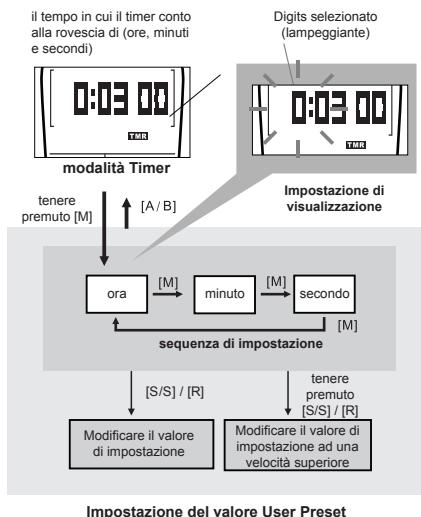 il tempo in cui il timer conto
alla rovescia di (ore, minuti
e secondi)
Digits selezionato
(lampeggiante)
0:03 00
TMR
0:03 00
TMR
modalità Timer
Impostazione di
visualizzazione
tenere
premuto [M]
[A / B]
ora
[M]
minuto
[M]
secondo
[M]
sequenza di impostazione
[S/S] / [R]
tenere
premuto
[S/S] / [R]
Modificare il valore
di impostazione
Modificare il valore di
impostazione ad una
velocità superiore
Impostazione del valore User Preset